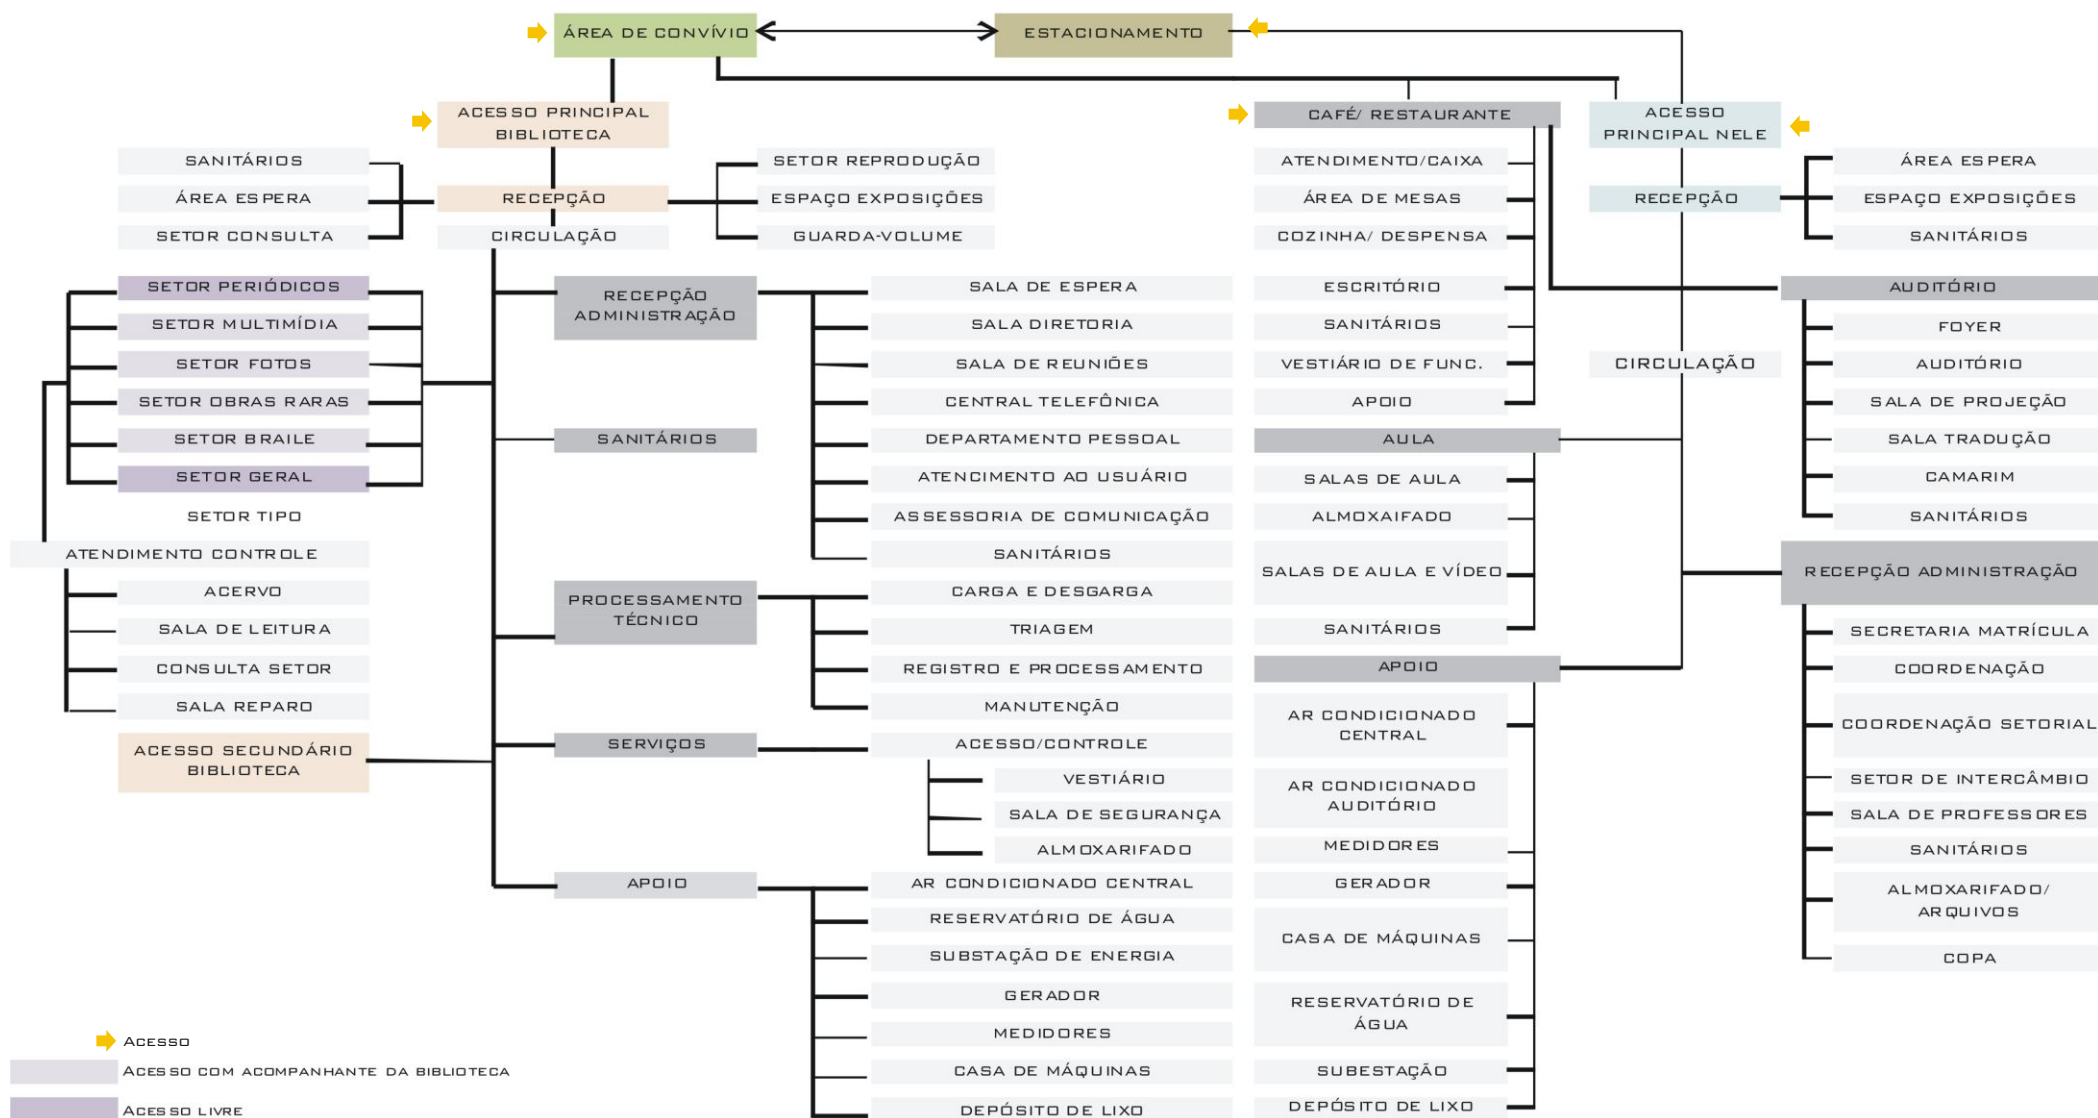 ÁREA DE CONVÍVIO
ESTACIONAMENTO
ACESSO PRINCIPAL
BIBLIOTECA
SANITÁRIOS
ÁREA ESPERA
SETOR CONSULTA
RECEPÇÃO
CIRCULAÇÃO
SETOR REPRODUÇÃO
ESPAÇO EXPOSIÇÕES
GUARDA-VOLUME
SETOR PERIÓDICOS
SETOR MULTIMÍDIA
SETOR FOTOS
SETOR OBRAS RARAS
SETOR BRAILE
SETOR GERAL
SETOR TIPO
ATENDIMENTO CONTROLE
ACERVO
SALA DE LEITURA
CONSULTA SETOR
SALA REPARO
ACESSO SECUNDÁRIO
BIBLIOTECA
RECEPÇÃO
ADMINISTRAÇÃO
SALA DE ESPERA
SALA DIRETORIA
SALA DE REUNIÕES
CENTRAL TELEFÔNICA
DEPARTAMENTO PESSOAL
ATENCIMENTO AO USUÁRIO
ASSESSORIA DE COMUNICAÇÃO
SANITÁRIOS
SANITÁRIOS
PROCESSAMENTO
TÉCNICO
CARGA E DESGARGA
TRIAGEM
REGISTRO E PROCESSAMENTO
MANUTENÇÃO
SERVIÇOS
ACESSO/CONTROLE
VESTIÁRIO
SALA DE SEGURANÇA
ALMOXARIFADO
APOIO
AR CONDICIONADO CENTRAL
RESERVATÓRIO DE ÁGUA
SUBSTAÇÃO DE ENERGIA
GERADOR
MEDIDORES
CASA DE MÁQUINAS
DEPÓSITO DE LIXO
CAFÉ/ RESTAURANTE
ATENDIMENTO/CAIXA
ÁREA DE MESAS
COZINHA/ DESPENSA
ESCRITÓRIO
SANITÁRIOS
VESTIÁRIO DE FUNC.
APOIO
AULA
SALAS DE AULA
ALMOXAIFADO
SALAS DE AULA E VÍDEO
SANITÁRIOS
APOIO
AR CONDICIONADO
CENTRAL
AR CONDICIONADO
AUDITÓRIO
MEDIDORES
GERADOR
CASA DE MÁQUINAS
RESERVATÓRIO DE
ÁGUA
SUBESTAÇÃO
DEPÓSITO DE LIXO
ACESSO
PRINCIPAL NELE
RECEPÇÃO
ÁREA ESPERA
ESPAÇO EXPOSIÇÕES
SANITÁRIOS
CIRCULAÇÃO
AUDITÓRIO
FOYER
AUDITÓRIO
SALA DE PROJEÇÃO
SALA TRADUÇÃO
CAMARIM
SANITÁRIOS
RECEPÇÃO ADMINISTRAÇÃO
SECRETARIA MATRÍCULA
COORDENAÇÃO
COORDENAÇÃO SETORIAL
SETOR DE INTERCÂMBIO
SALA DE PROFESSORES
SANITÁRIOS
ALMOXARIFADO/
ARQUIVOS
COPA
ACESSO
ACESSO COM ACOMPANHANTE DA BIBLIOTECA
ACESSO LIVRE